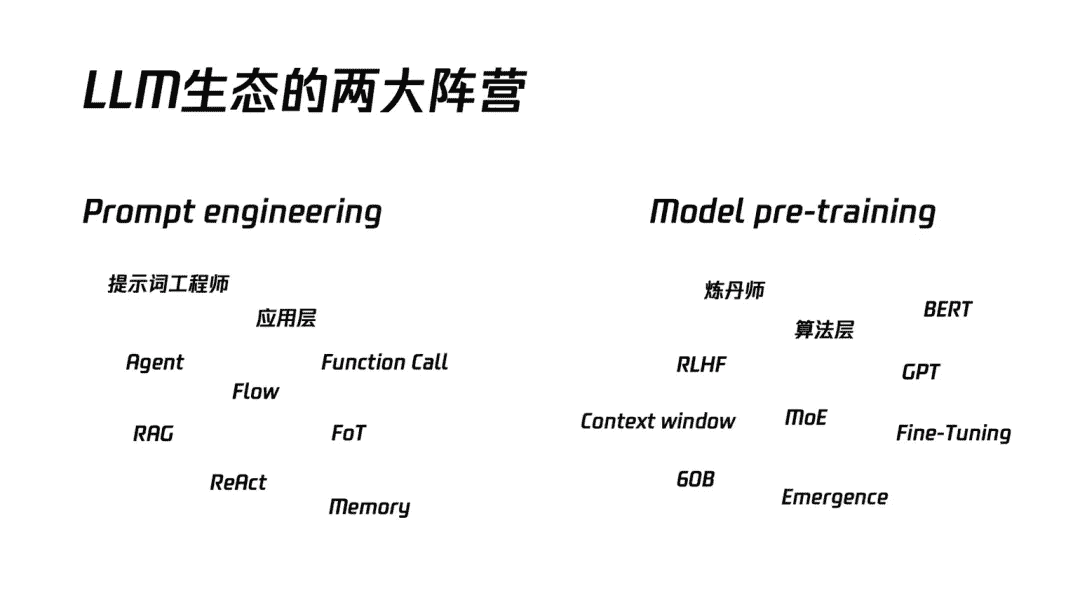 LLM生态的两大阵营
Prompt engineering
提示词工程师
应用层
Agent
Function Call
Flow
RAG
FoT
ReAct
Memory
Model pre-training
炼丹师
BERT
算法层
RLHF
GPT
Context window
MoE
Fine-Tuning
60B
Emergence